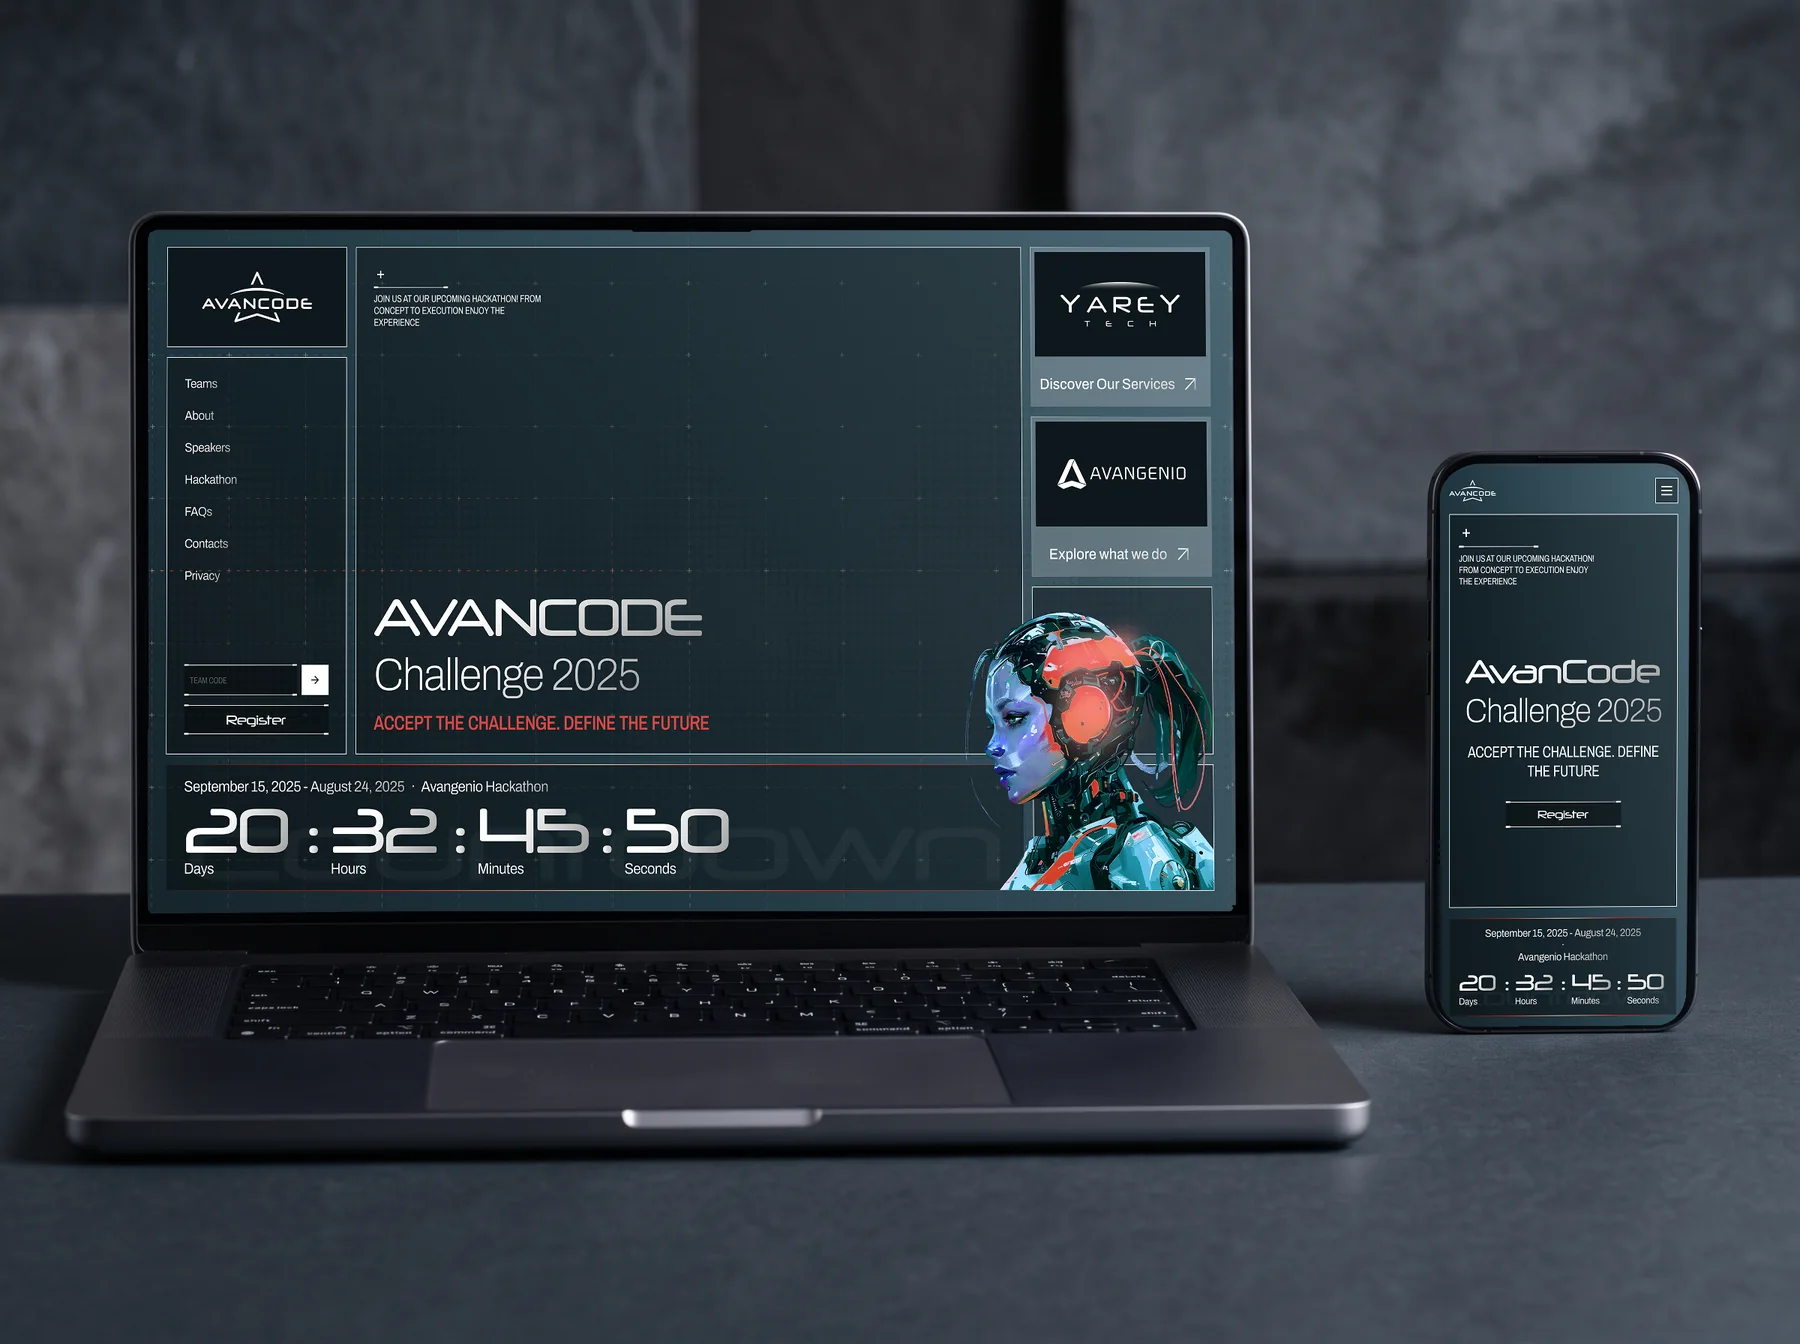 AVANCODE
Teams
About
Speakers
Hackathon
FAQs
Contacts
Privacy
TEAM CODE
Register
+
JOIN US AT OUR UPCOMING HACKATHON! FROM
CONCEPT TO EXECUTION ENJOY THE
EXPERIENCE
AVANCODE
Challenge 2025
ACCEPT THE CHALLENGE. DEFINE THE FUTURE
YAREY
TECH
Discover Our Services
AVANGENIO
Explore what we do
September 15, 2025 - August 24, 2025 · Avangenio Hackathon
20 : 32 : 45 : 50
Days Hours Minutes Seconds
AVANCODE
+
JOIN US AT OUR UPCOMING HACKATHON!
FROM CONCEPT TO EXECUTION ENJOY
THE EXPERIENCE
AvanCode
Challenge 2025
ACCEPT THE CHALLENGE. DEFINE
THE FUTURE
Register
September 15, 2025 - August 24, 2025
·
Avangenio Hackathon
20 : 32 : 45 : 50
Days Hours Minutes Seconds